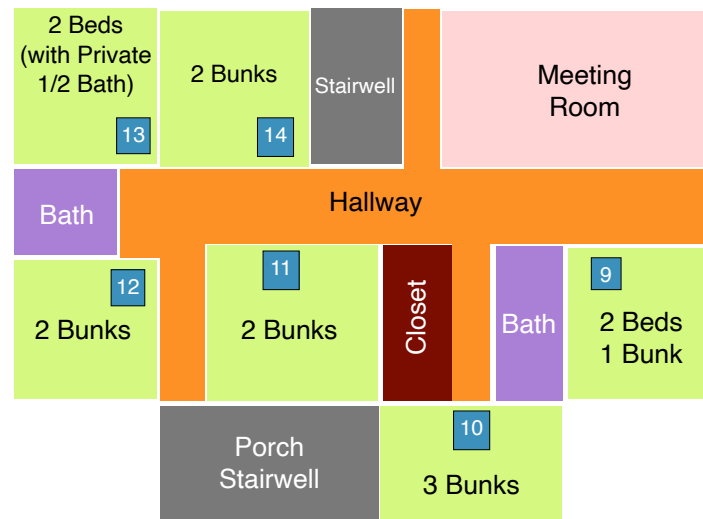 2 Beds
(with Private
1/2 Bath)
13
2 Bunks
14
Stairwell
Meeting
Room
Bath
Hallway
12
2 Bunks
11
2 Bunks
Closet
Bath
9
2 Beds
1 Bunk
Porch
Stairwell
10
3 Bunks